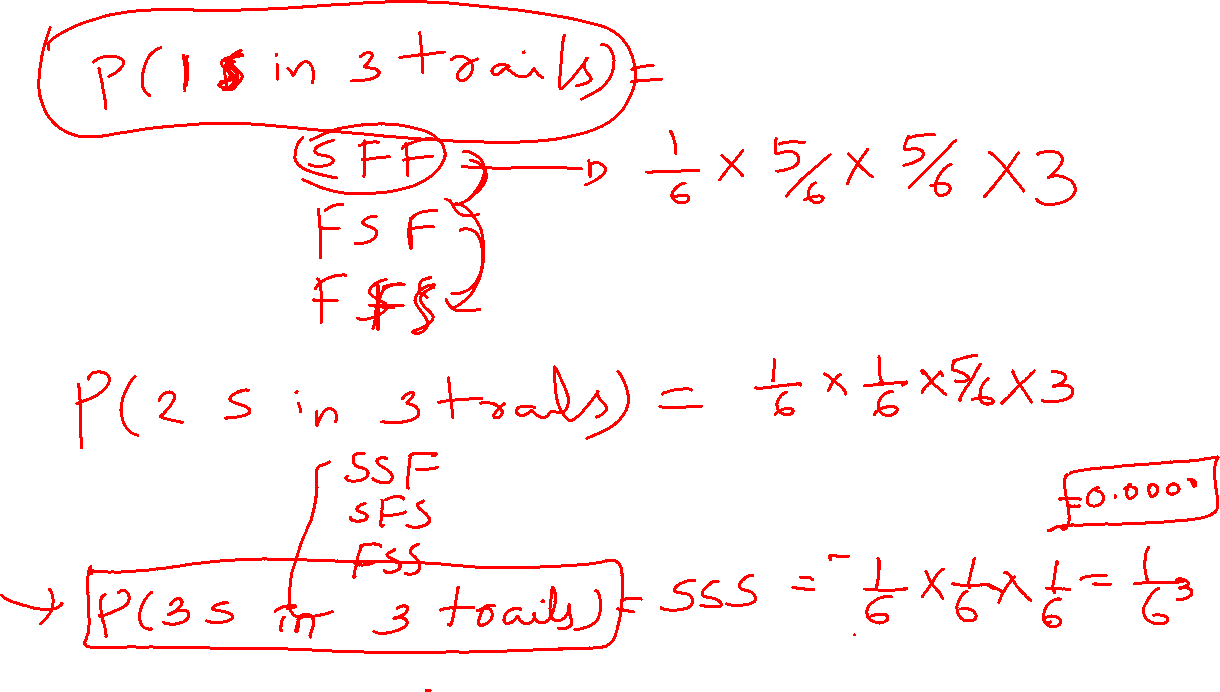 P(1 S in 3 trails) =
SFF → 1/6 × 5/6 × 5/6 × 3
FSF
FFS
P(2 S in 3 trails) = 1/6 × 1/6 × 5/6 × 3
SSF
SFS
FSS
=0.000
→ P(3 S in 3 trails) = SSS = 1/6 × 1/6 × 1/6 = 1/6³